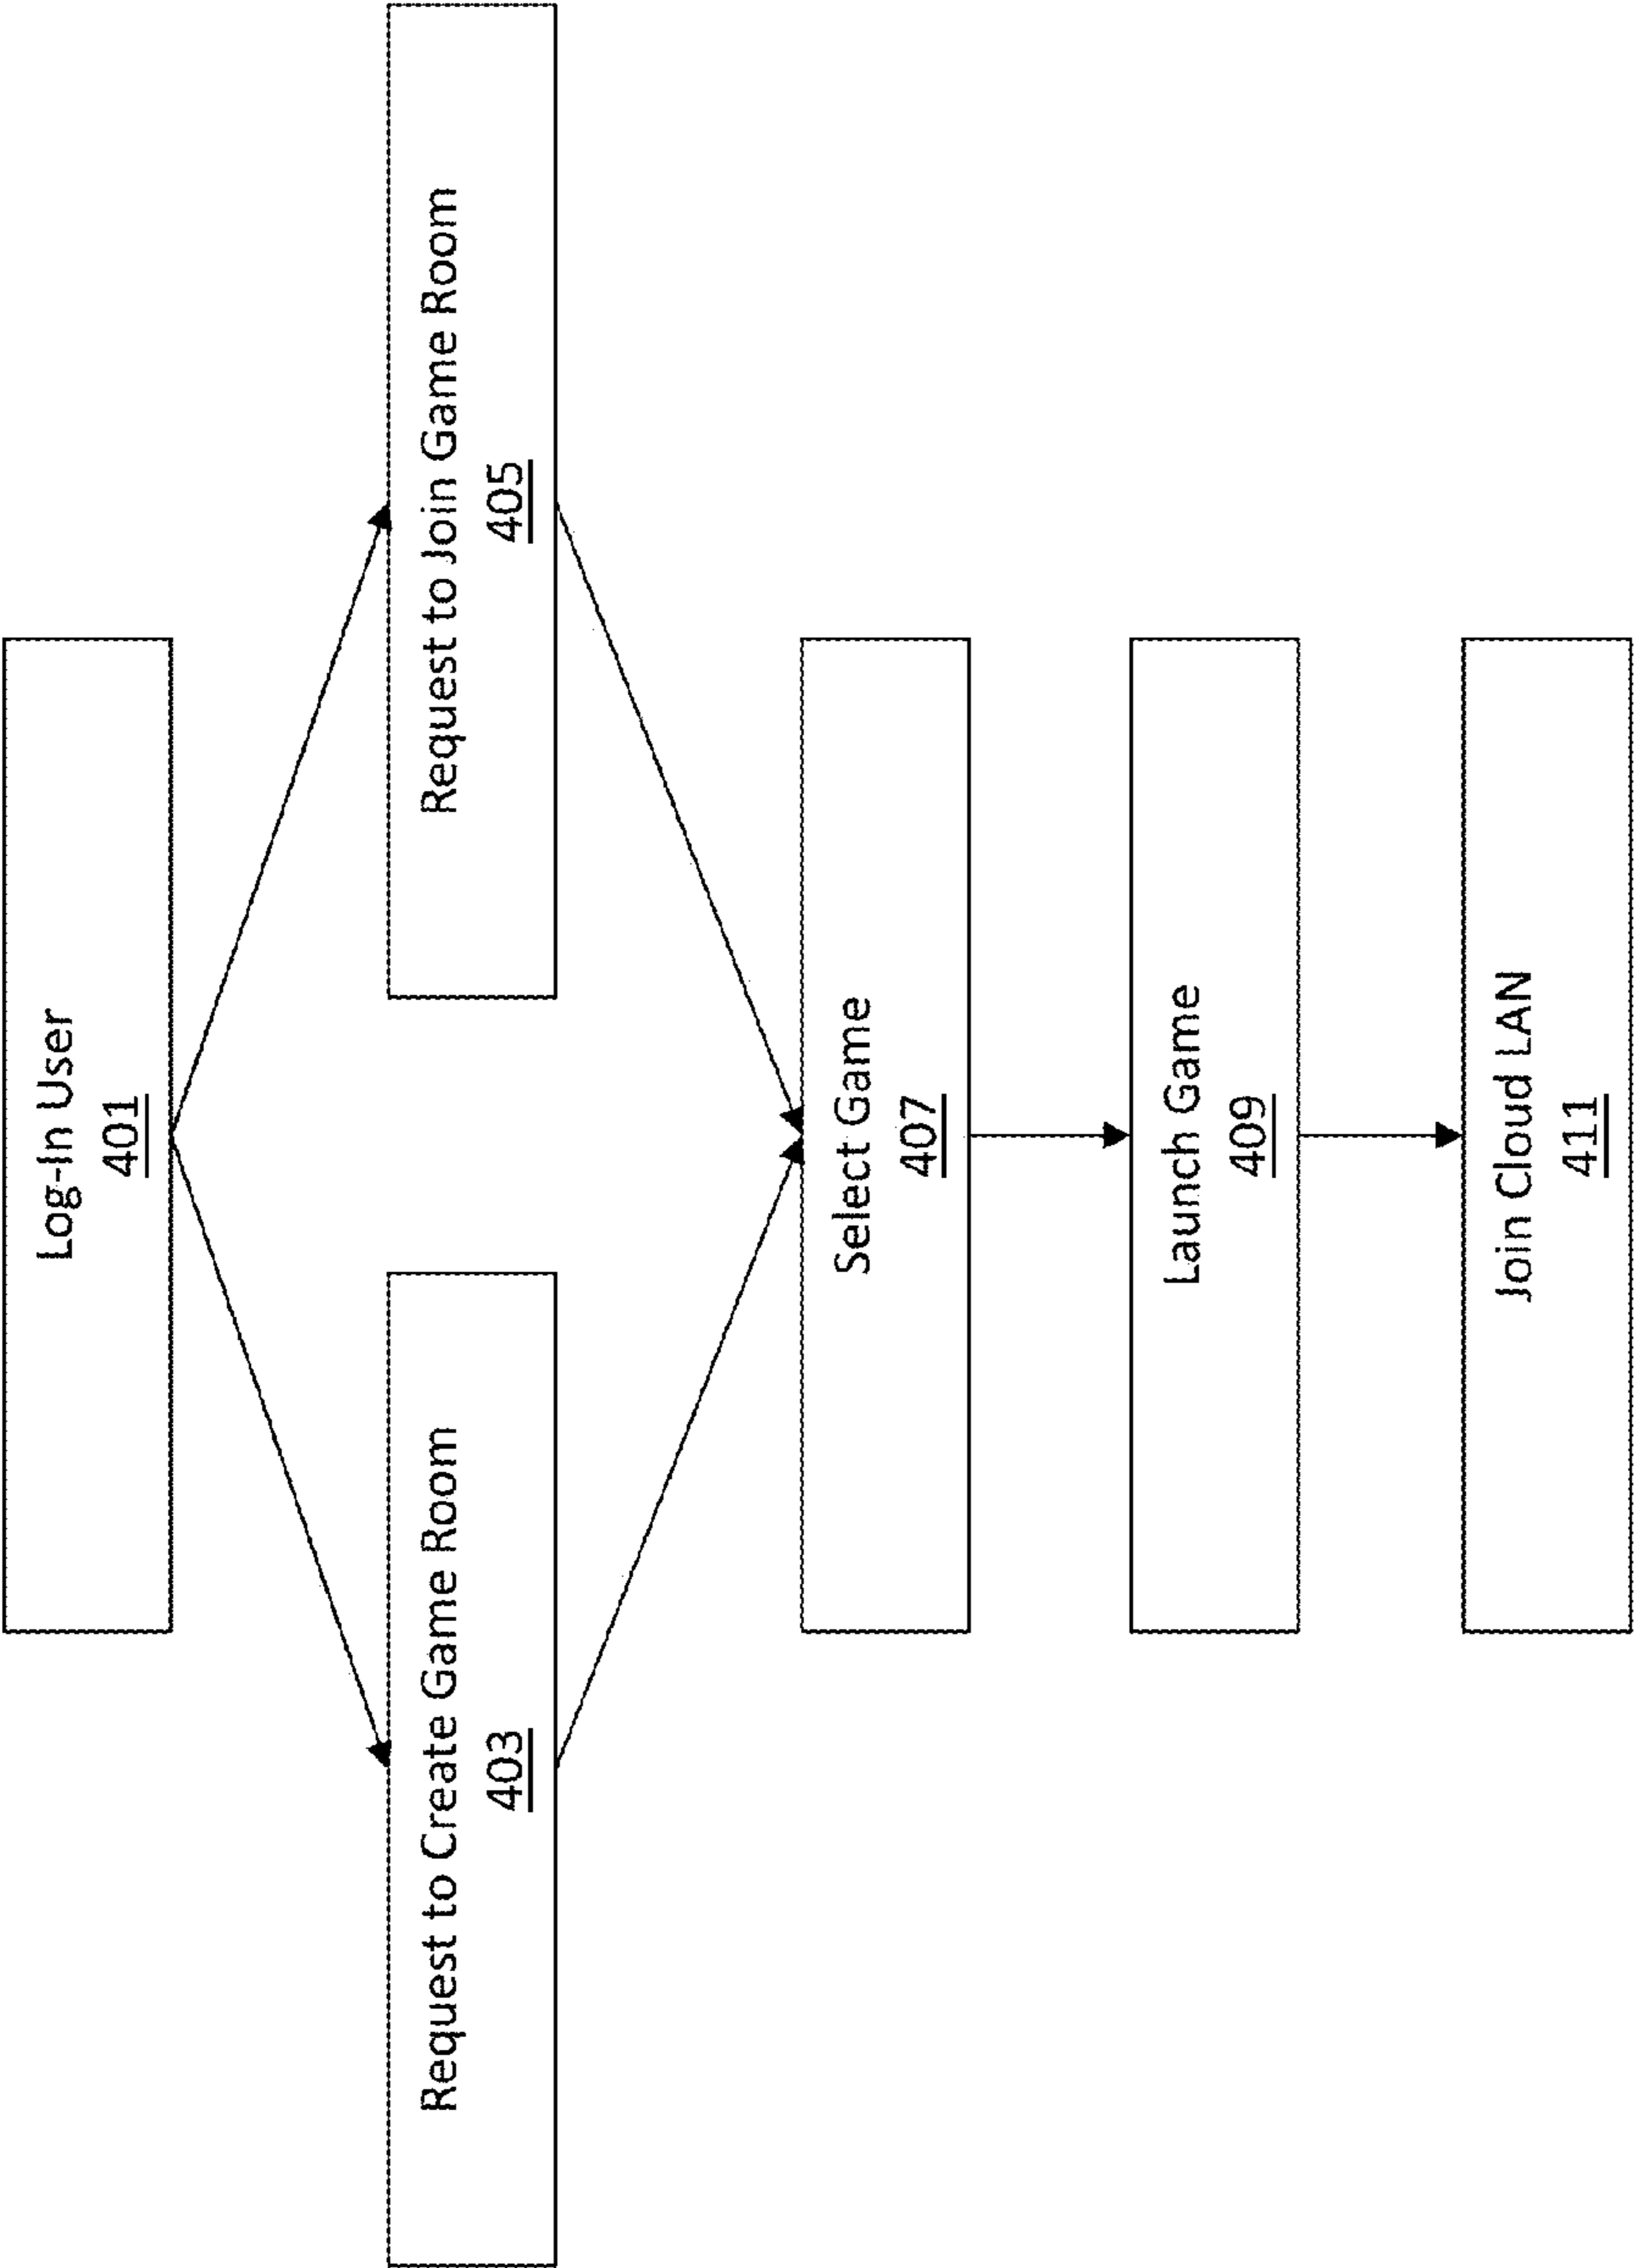 Log-In User
401
Request to Create Game Room
403
Request to Join Game Room
405
Select Game
407
Launch Game
409
Join Cloud LAN
411